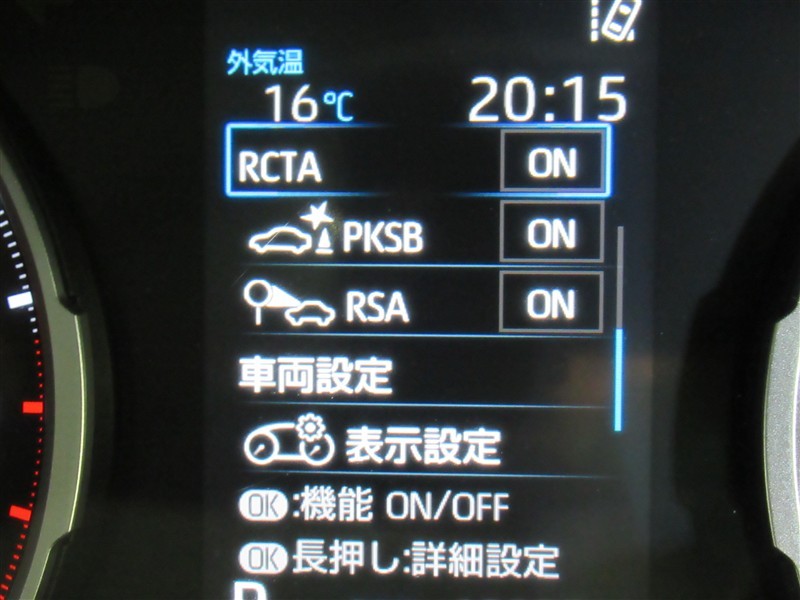 外気温
16℃ 20:15
RCTA ON
PKSB ON
RSA ON
車両設定
表示設定
OK:機能 ON/OFF
OK長押し:詳細設定